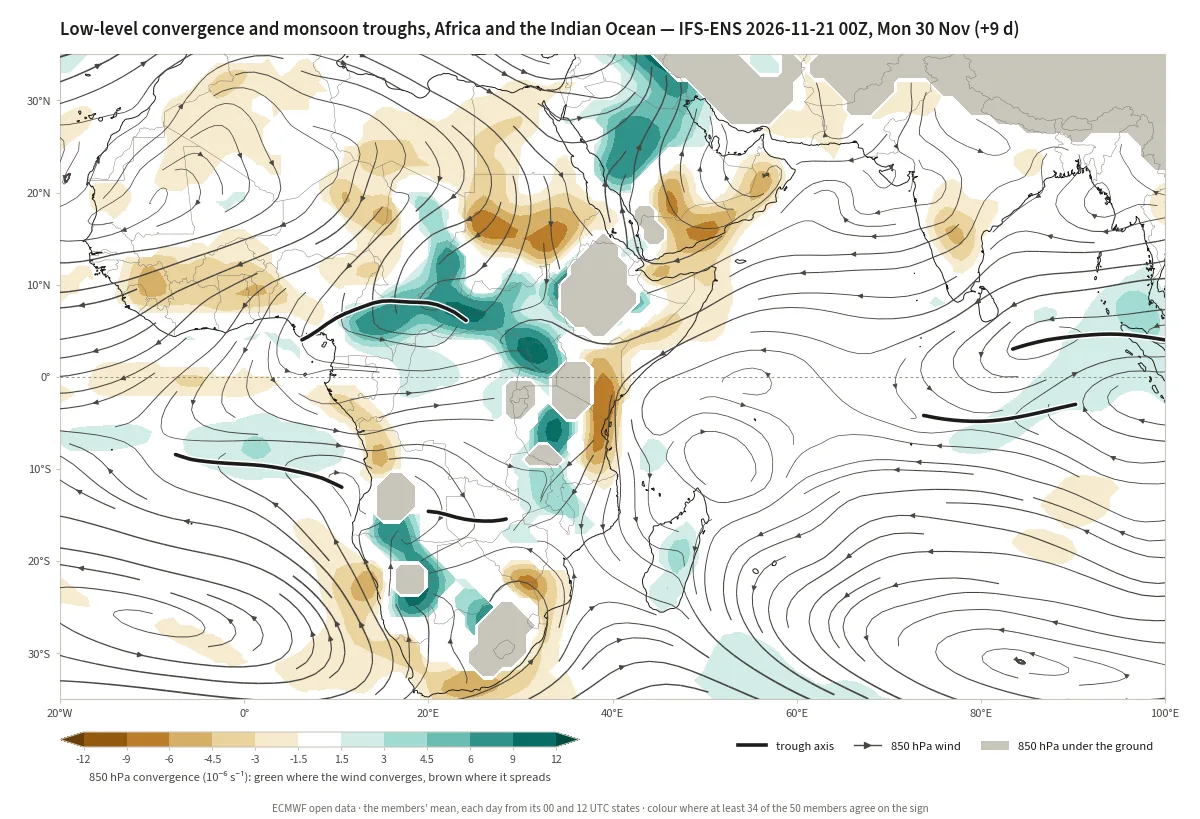 Low-level convergence and monsoon troughs, Africa and the Indian Ocean — IFS-ENS 2026-11-21 00Z, Mon 30 Nov (+9 d)
30°N
20°N
10°N
0°
10°S
20°S
30°S
20°W 0° 20°E 40°E 60°E 80°E 100°E
-12 -9 -6 -4.5 -3 -1.5 1.5 3 4.5 6 9 12
850 hPa convergence (10⁻⁶ s⁻¹): green where the wind converges, brown where it spreads
trough axis 850 hPa wind 850 hPa under the ground
ECMWF open data · the members' mean, each day from its 00 and 12 UTC states · colour where at least 34 of the 50 members agree on the sign